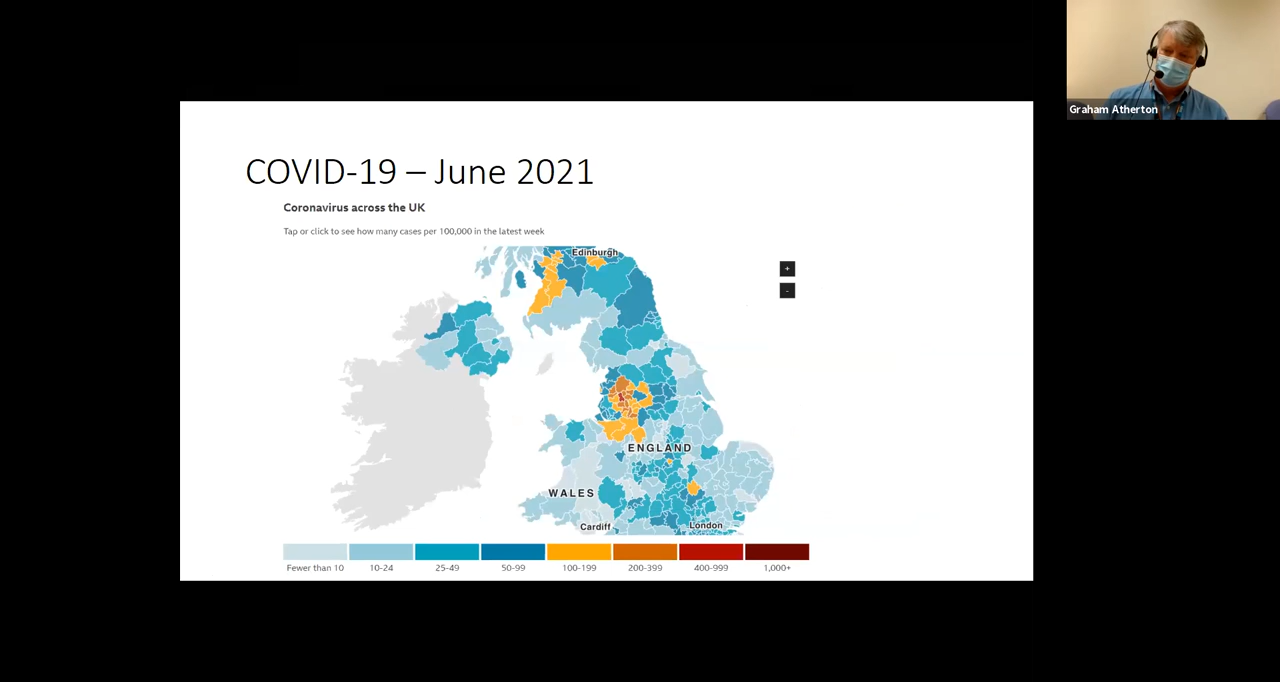 Graham Atherton
COVID-19 – June 2021
Coronavirus across the UK
Tap or click to see how many cases per 100,000 in the latest week
Edinburgh
+
-
ENGLAND
WALES
Cardiff
London
Fewer than 10
10-24
25-49
50-99
100-199
200-399
400-999
1,000+